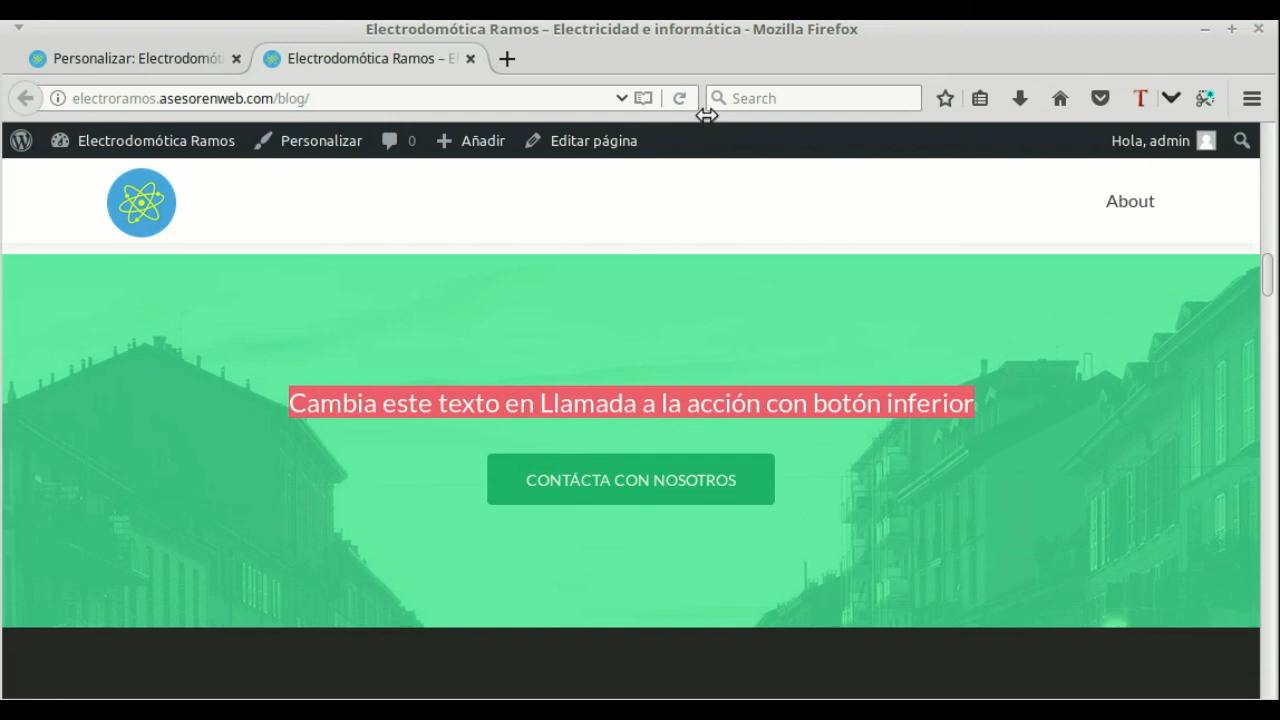 Electrodomótica Ramos – Electricidad e informática - Mozilla Firefox
Personalizar: Electrodomót
Electrodomótica Ramos – El
electroramos.asesorenweb.com/blog/
Search
Electrodomótica Ramos
Personalizar
0
Añadir
Editar página
Hola, admin
About
Cambia este texto en Llamada a la acción con botón inferior
CONTÁCTA CON NOSOTROS